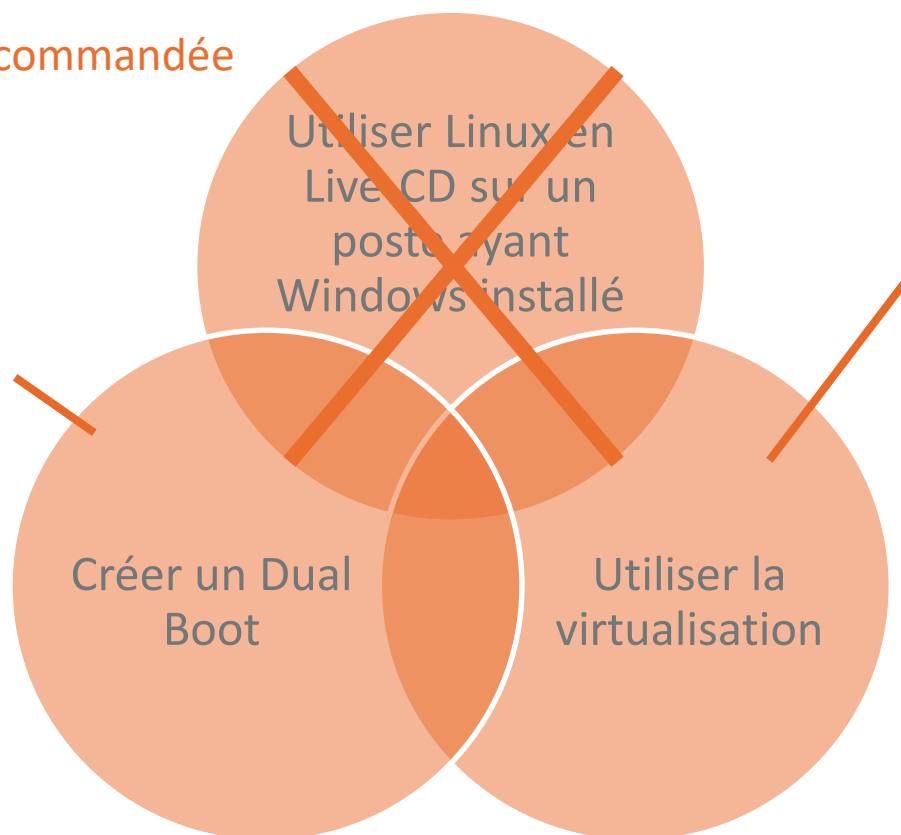 commandée
Utiliser Linux en
Live CD sur un
poste ayant
Windows installé
Créer un Dual
Boot
Utiliser la
virtualisation